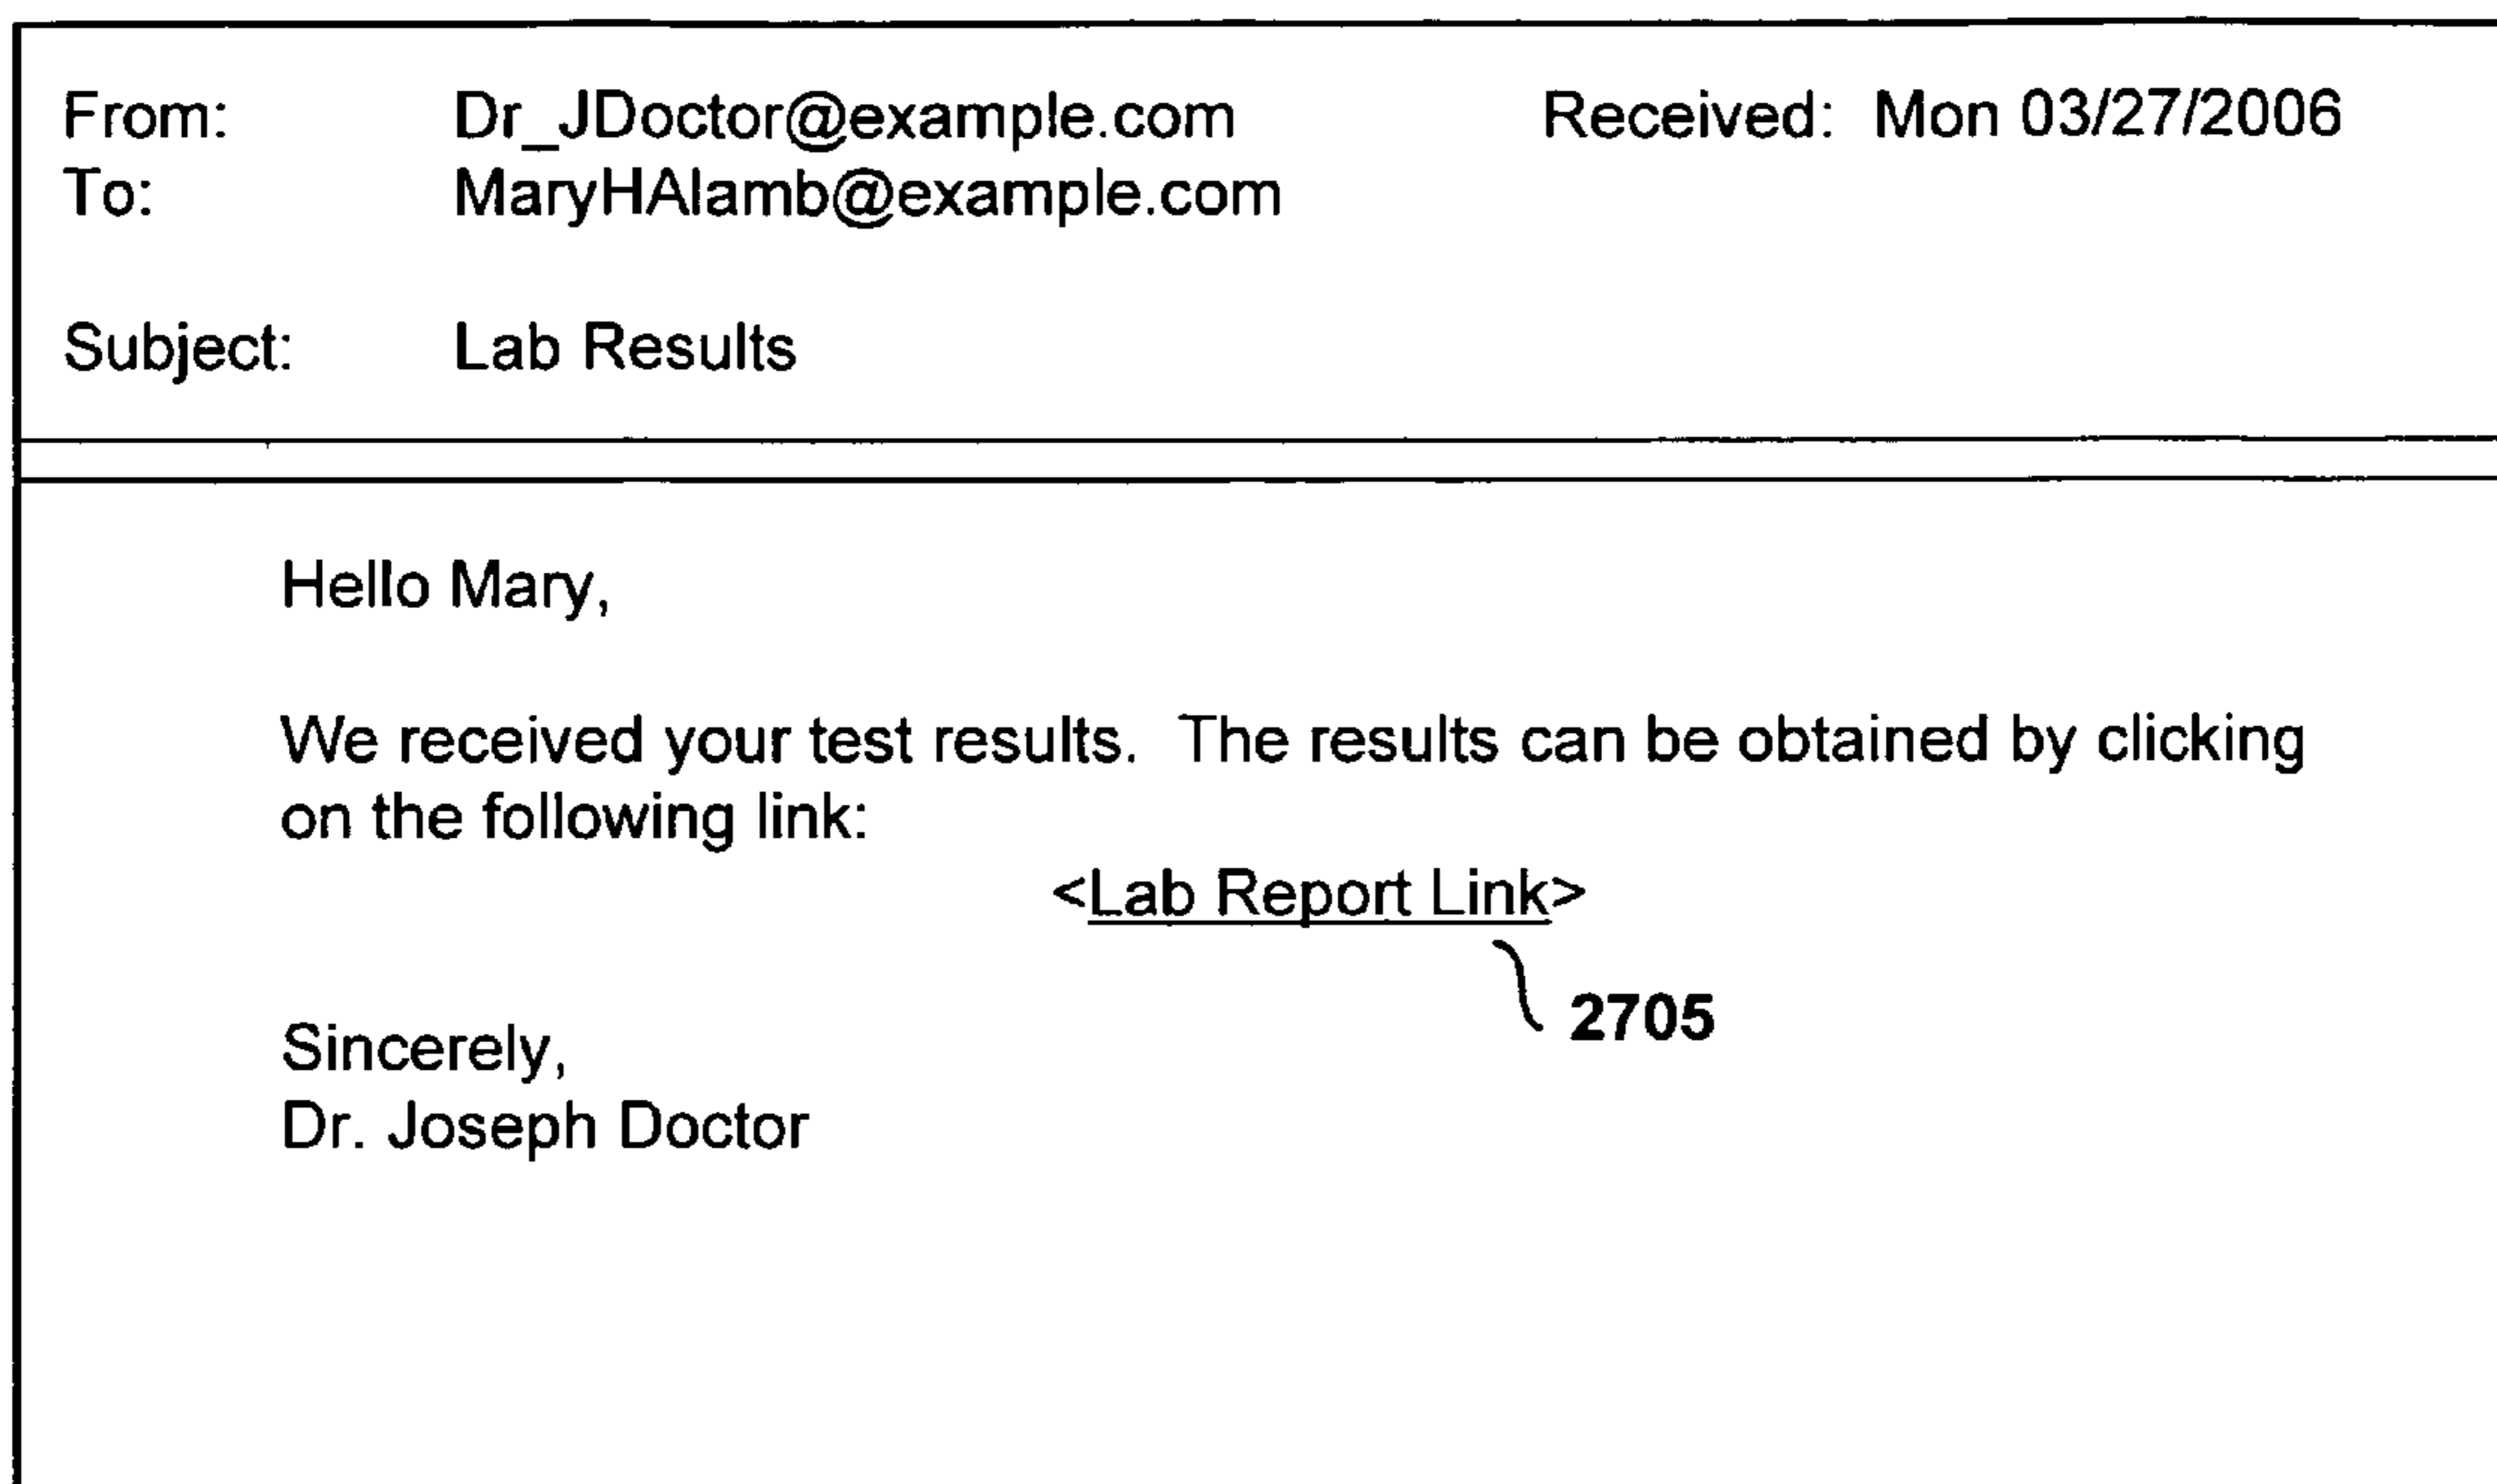 From: Dr_JDoctor@example.com Received: Mon 03/27/2006
To: MaryHAlamb@example.com
Subject: Lab Results
Hello Mary,
We received your test results. The results can be obtained by clicking
on the following link:
<Lab Report Link>
2705
Sincerely,
Dr. Joseph Doctor